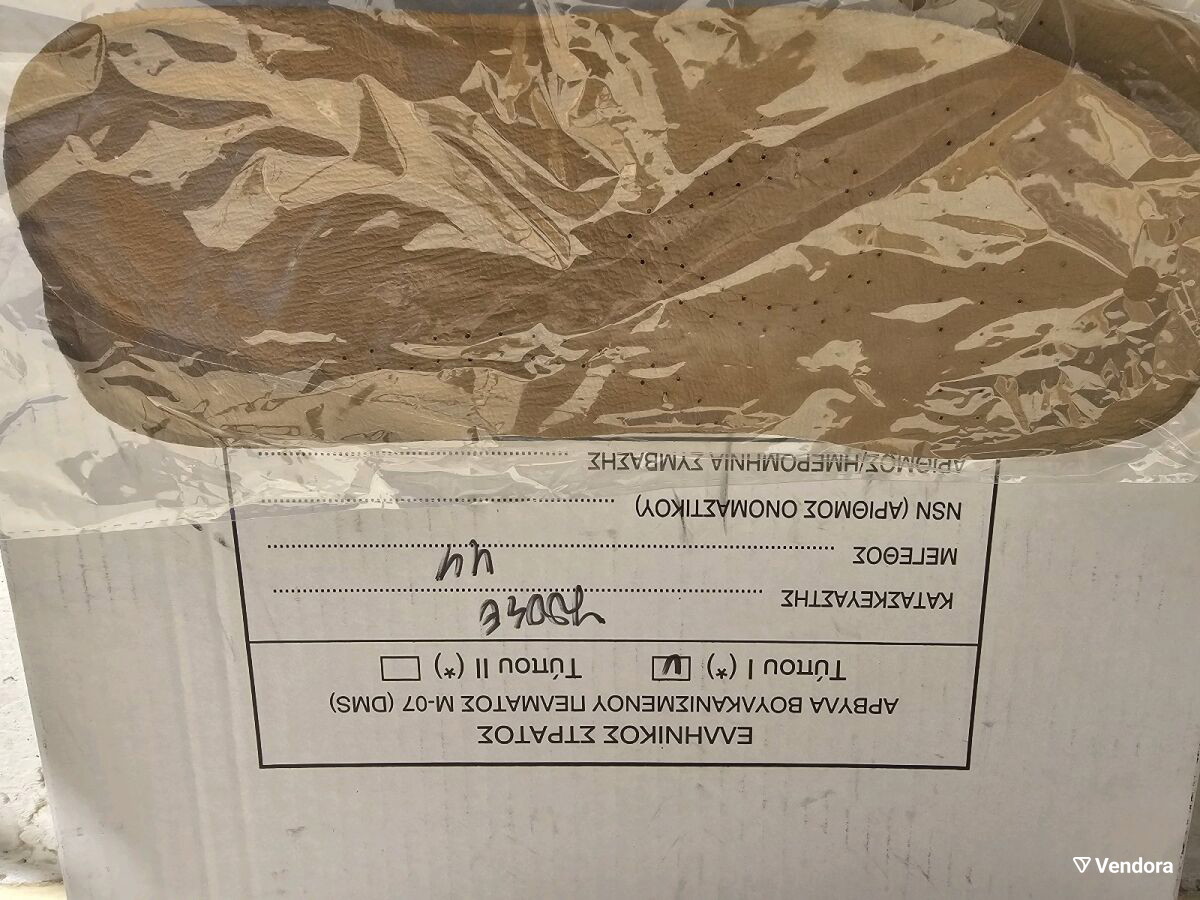 ΕΛΛΗΝΙΚΟΣ ΣΤΡΑΤΟΣ
ΑΡΒΥΛΑ ΒΟΥΛΚΑΝΙΣΜΕΝΟΥ ΠΕΛΜΑΤΟΣ Μ-07 (DMS)
Τύπου Ι (*) Τύπου ΙΙ (*)
ΚΑΤΑΣΚΕΥΑΣΤΗΣ
ΜΕΓΕΘΟΣ 44
NSN (ΑΡΙΘΜΟΣ ΟΝΟΜΑΣΤΙΚΟΥ)
ΑΡΙΘΜΟΣ/ΗΜΕΡΟΜΗΝΙΑ ΣΥΜΒΑΣΗΣ
Vendora